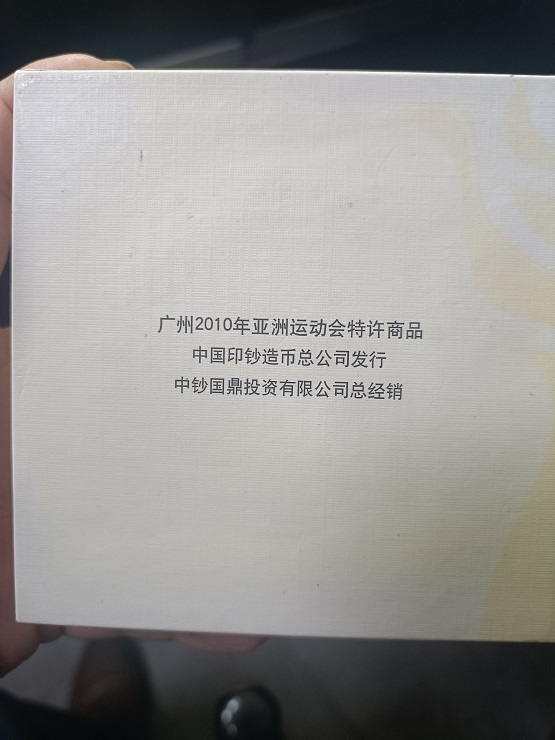 广州2010年亚洲运动会特许商品
中国印钞造币总公司发行
中钞国鼎投资有限公司总经销